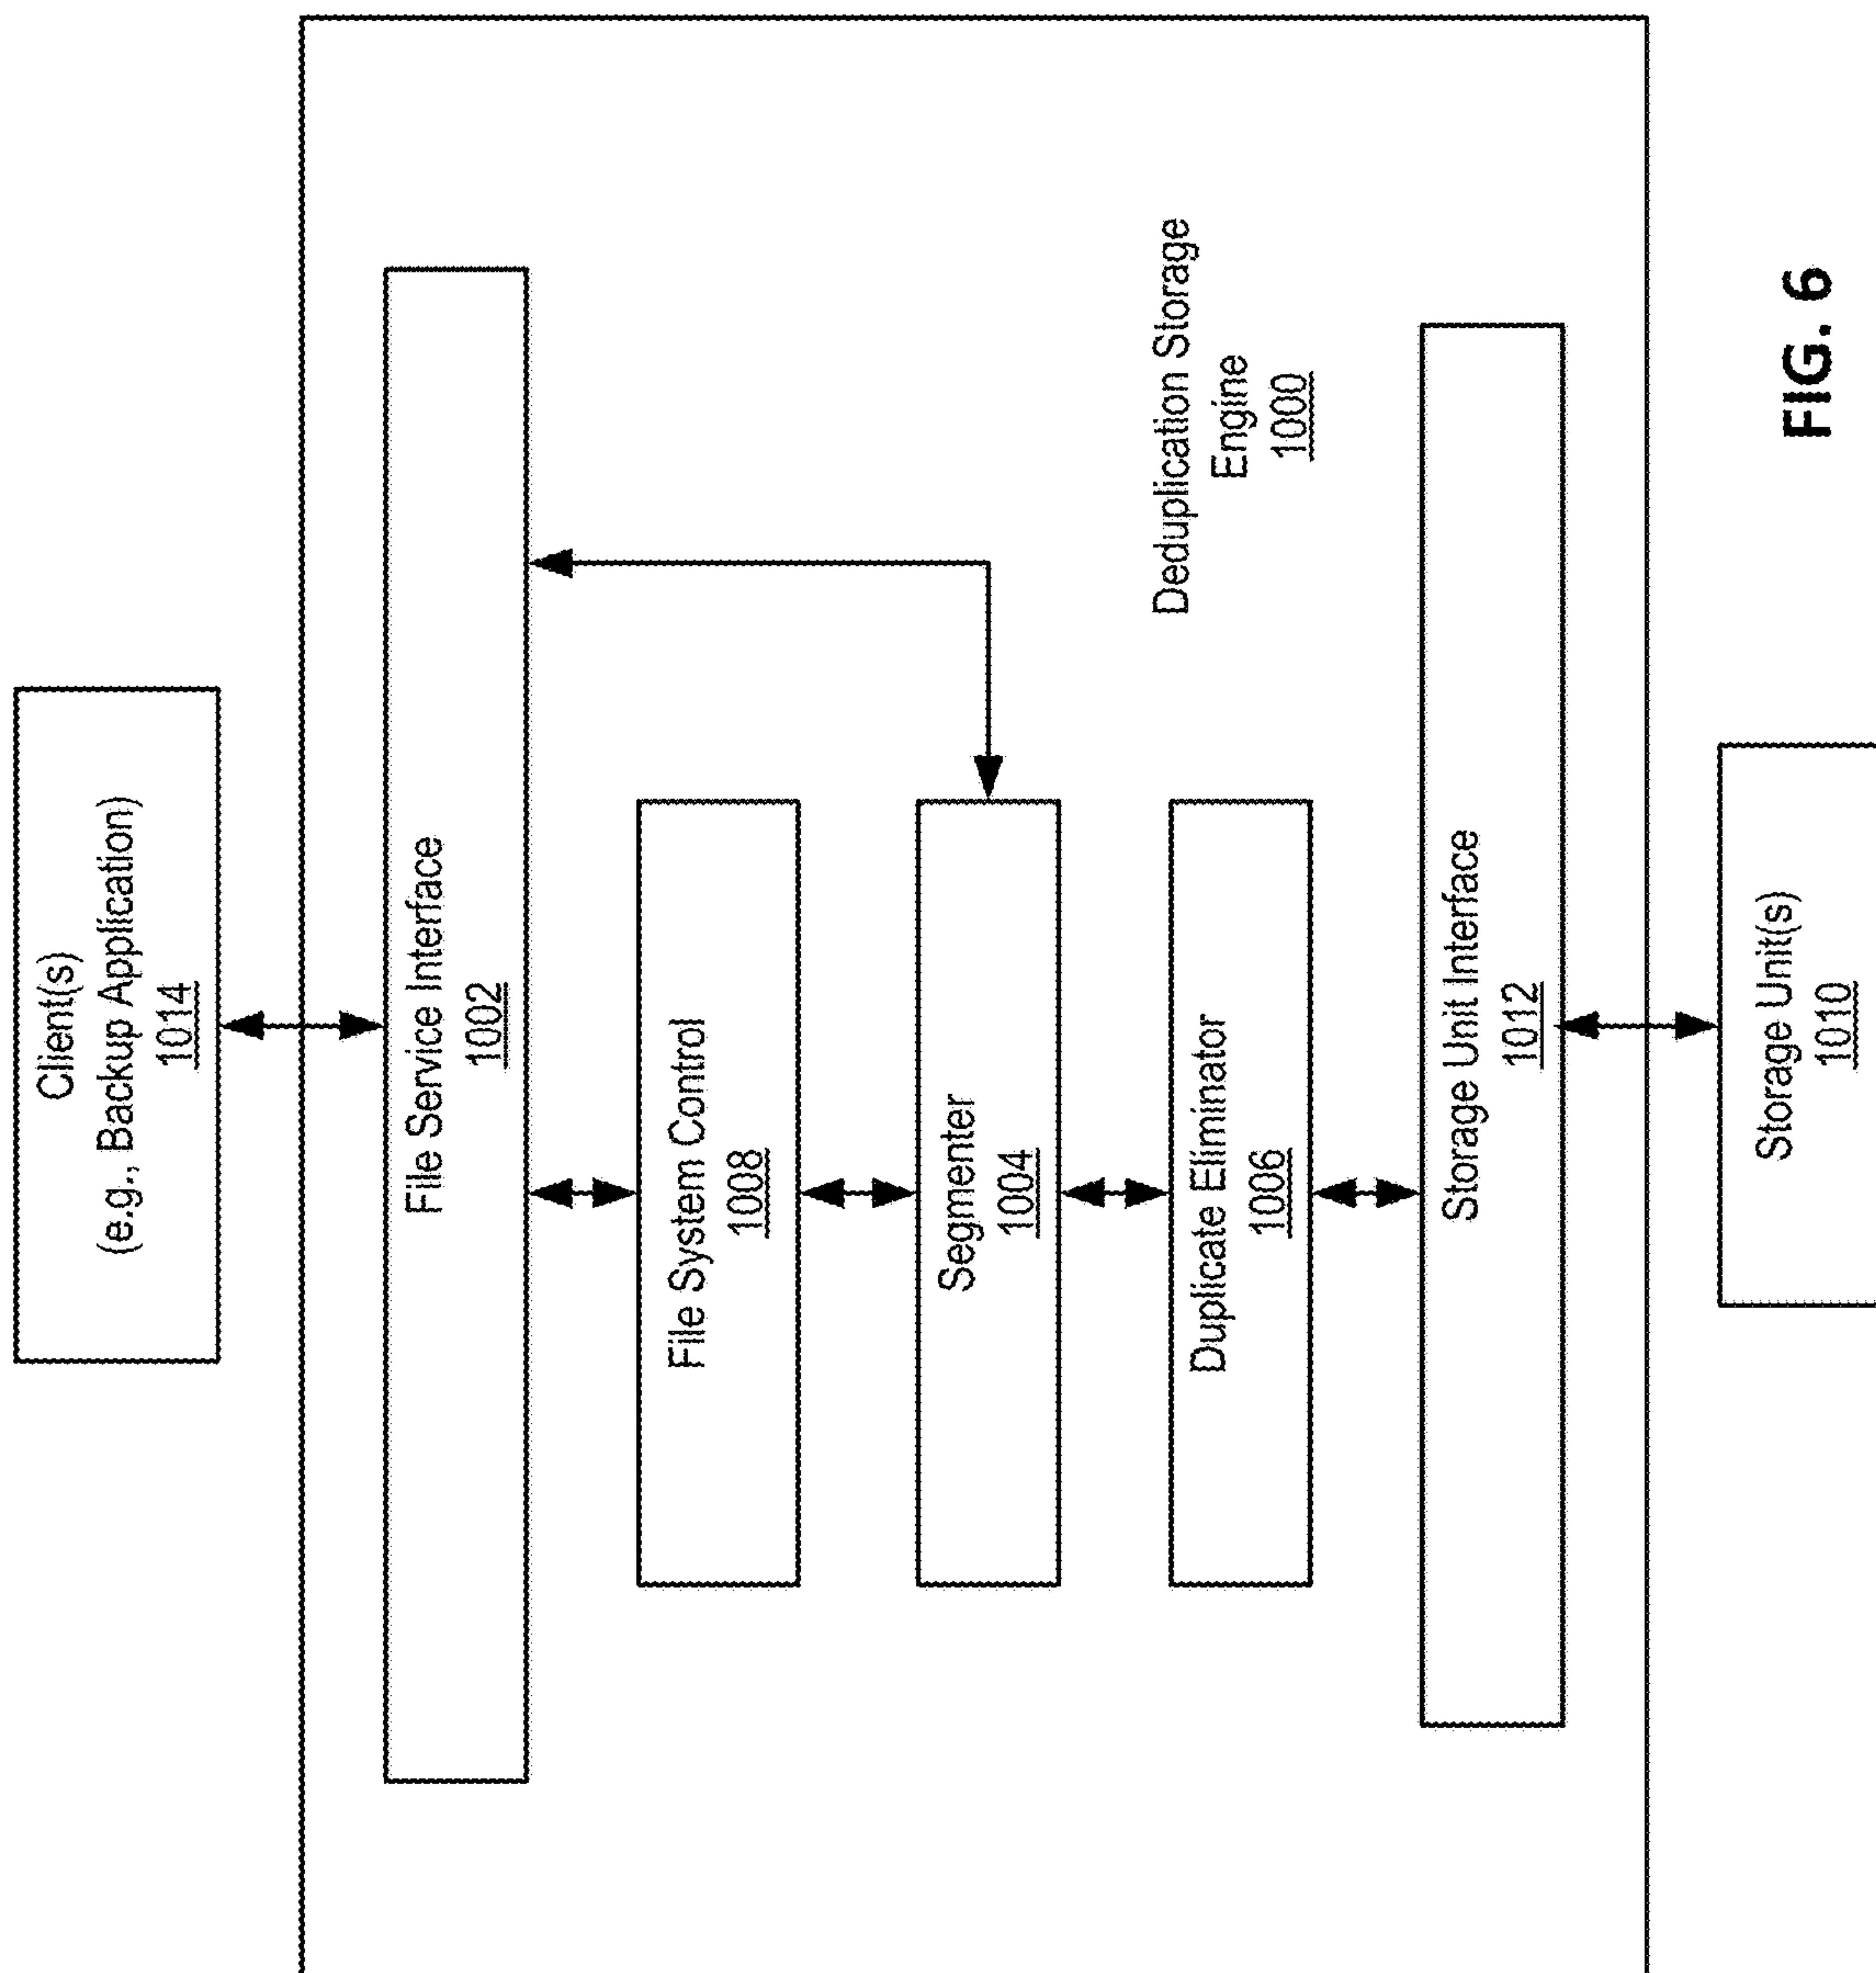 Client(s)
(e.g., Backup Application)
1014
File Service Interface
1002
File System Control
1008
Segmenter
1004
Duplicate Eliminator
1006
Deduplication Storage
Engine
1000
Storage Unit Interface
1012
Storage Unit(s)
1010
FIG. 6